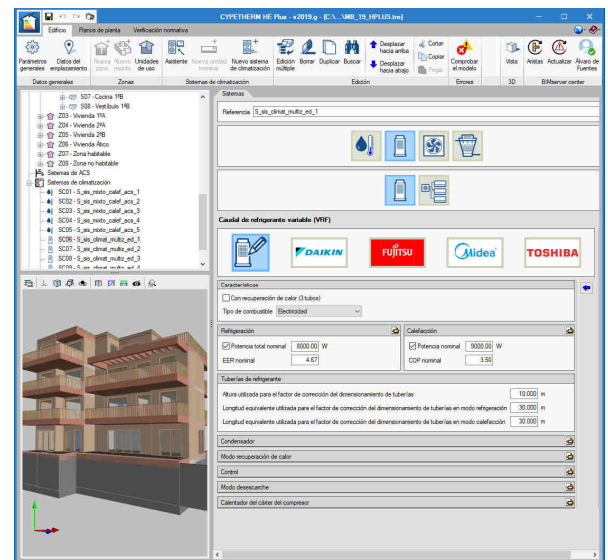 CYPETHERM HE Plus - v2019.g - [C:\...\MB_19_HPLUS.tm]
Edificio Planos de planta Verificación normativa
Parámetros generales
Datos del emplazamiento
Nueva zona
Nuevo recinto
Unidades de uso
Asistente
Nueva unidad terminal
Nuevo sistema de climatización
Edición múltiple
Borrar
Duplicar
Buscar
Desplazar hacia arriba
Desplazar hacia abajo
Cortar
Copiar
Pegar
Comprobar el modelo
Vista
Aristas
Actualizar
Álvaro de Fuentes
Datos generales Zonas Sistemas de climatización Edición Errores 3D BIMserver.center
S07 - Cocina 1ºB
S08 - Vestíbulo 1ºB
Z03 - Vivienda 1ºA
Z04 - Vivienda 2ºA
Z05 - Vivienda 2ºB
Z06 - Vivienda Ático
Z07 - Zona habitable
Z08 - Zona no habitable
Sistemas de ACS
Sistemas de climatización
SC01 - S_sis_mixto_calef_acs_1
SC02 - S_sis_mixto_calef_acs_2
SC03 - S_sis_mixto_calef_acs_3
SC04 - S_sis_mixto_calef_acs_4
SC05 - S_sis_mixto_calef_acs_5
SC06 - S_sis_climat_multiz_ed_1
SC07 - S_sis_climat_multiz_ed_2
SC08 - S_sis_climat_multiz_ed_3
SC09 - S_sis_climat_multiz_ed_4
Sistemas
Referencia S_sis_climat_multiz_ed_1
Caudal de refrigerante variable (VRF)
DAIKIN
FUJITSU
Midea
TOSHIBA
Características
Con recuperación de calor (3 tubos)
Tipo de combustible Electricidad
Refrigeración
Potencia total nominal 8000.00 W
EER nominal 4.67
Calefacción
Potencia nominal 9000.00 W
COP nominal 3.50
Tuberías de refrigerante
Altura utilizada para el factor de corrección del dimensionamiento de tuberías 10.000 m
Longitud equivalente utilizada para el factor de corrección del dimensionamiento de tuberías en modo refrigeración 30.000 m
Longitud equivalente utilizada para el factor de corrección del dimensionamiento de tuberías en modo calefacción 30.000 m
Condensador
Modo recuperación de calor
Control
Modo desescarche
Calentador del cárter del compresor